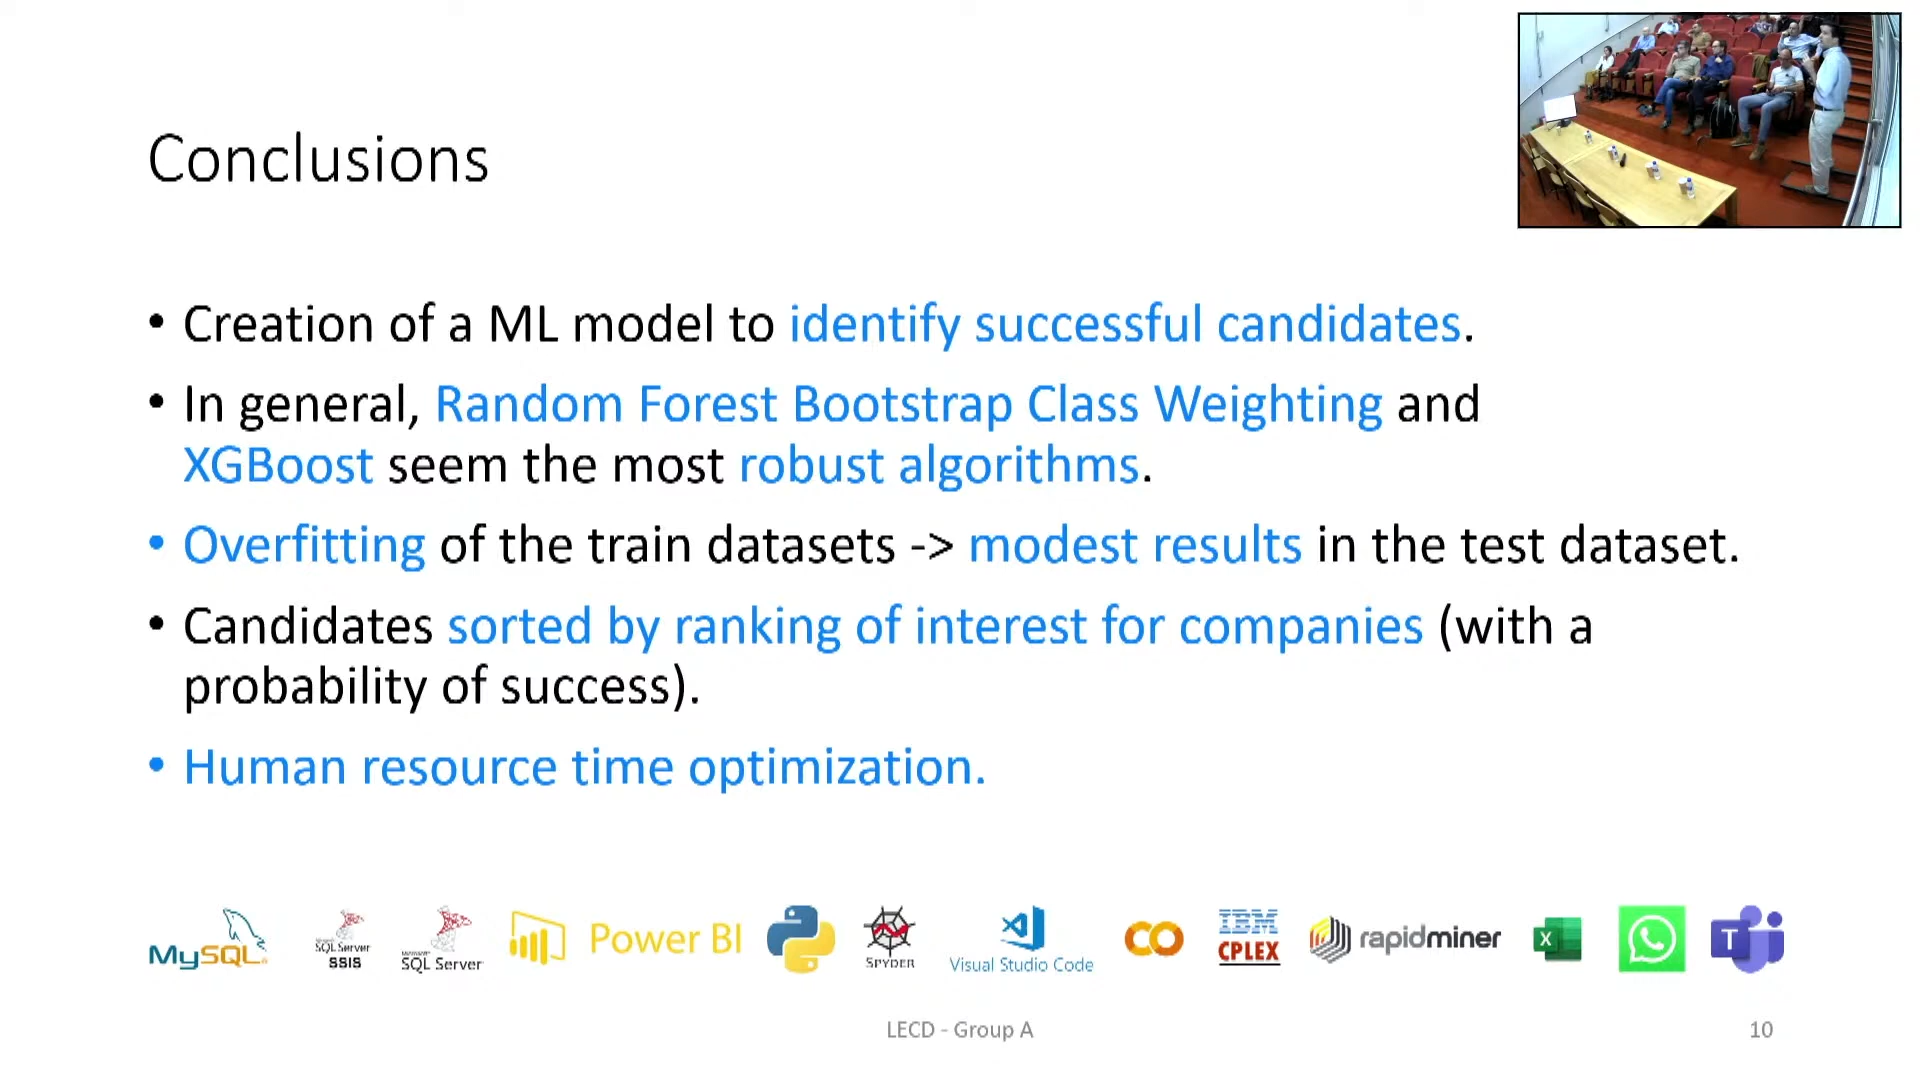 Conclusions
• Creation of a ML model to identify successful candidates.
• In general, Random Forest Bootstrap Class Weighting and
XGBoost seem the most robust algorithms.
• Overfitting of the train datasets -> modest results in the test dataset.
• Candidates sorted by ranking of interest for companies (with a
probability of success).
• Human resource time optimization.
MySQL
SQL Server
SSIS
SQL Server
Power BI
SPYDER
Visual Studio Code
IBM
CPLEX
rapidminer
X
T
LECD - Group A
10